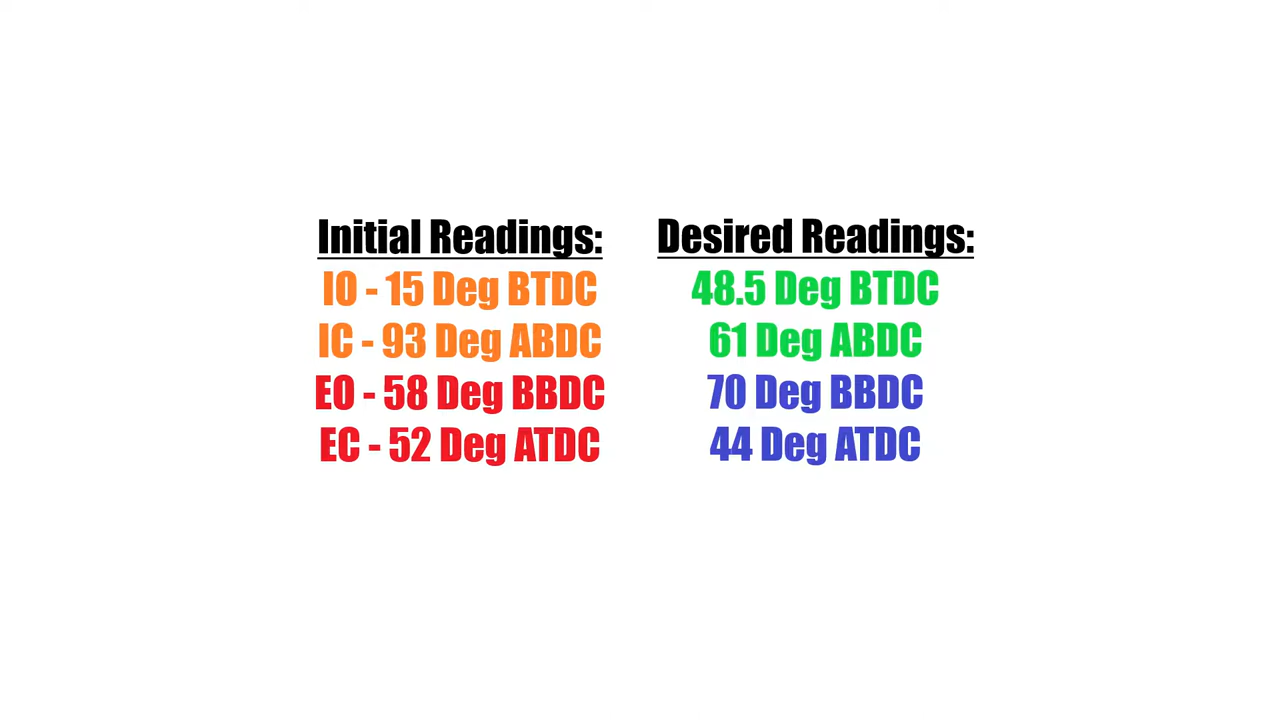 Initial Readings:
IO - 15 Deg BTDC
IC - 93 Deg ABDC
EO - 58 Deg BBDC
EC - 52 Deg ATDC
Desired Readings:
48.5 Deg BTDC
61 Deg ABDC
70 Deg BBDC
44 Deg ATDC